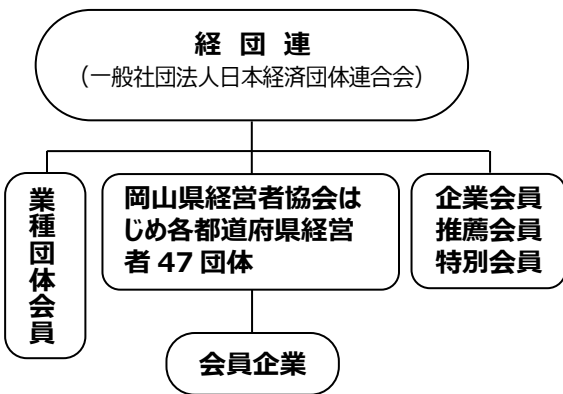 経 団 連
（一般社団法人日本経済団体連合会）
業種団体会員
岡山県経営者協会は
じめ各都道府県経営
者 47 団体
企業会員
推薦会員
特別会員
会員企業